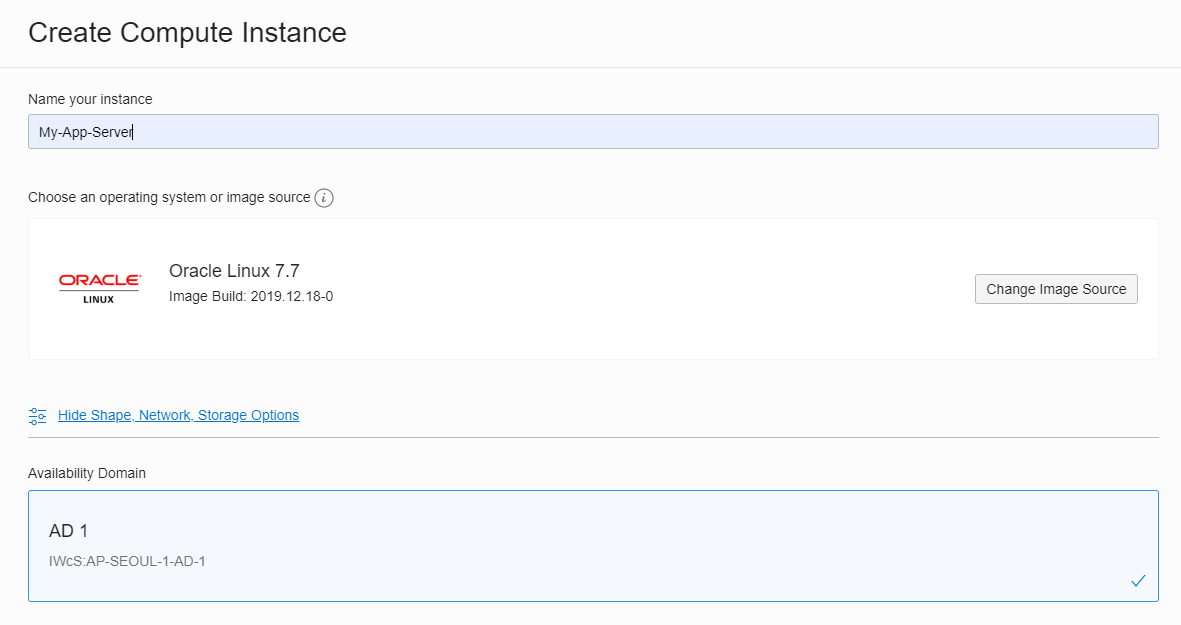 Create Compute Instance
Name your instance
My-App-Server
Choose an operating system or image source i
ORACLE
LINUX
Oracle Linux 7.7
Image Build: 2019.12.18-0
Change Image Source
Hide Shape, Network, Storage Options
Availability Domain
AD 1
IWcS:AP-SEOUL-1-AD-1